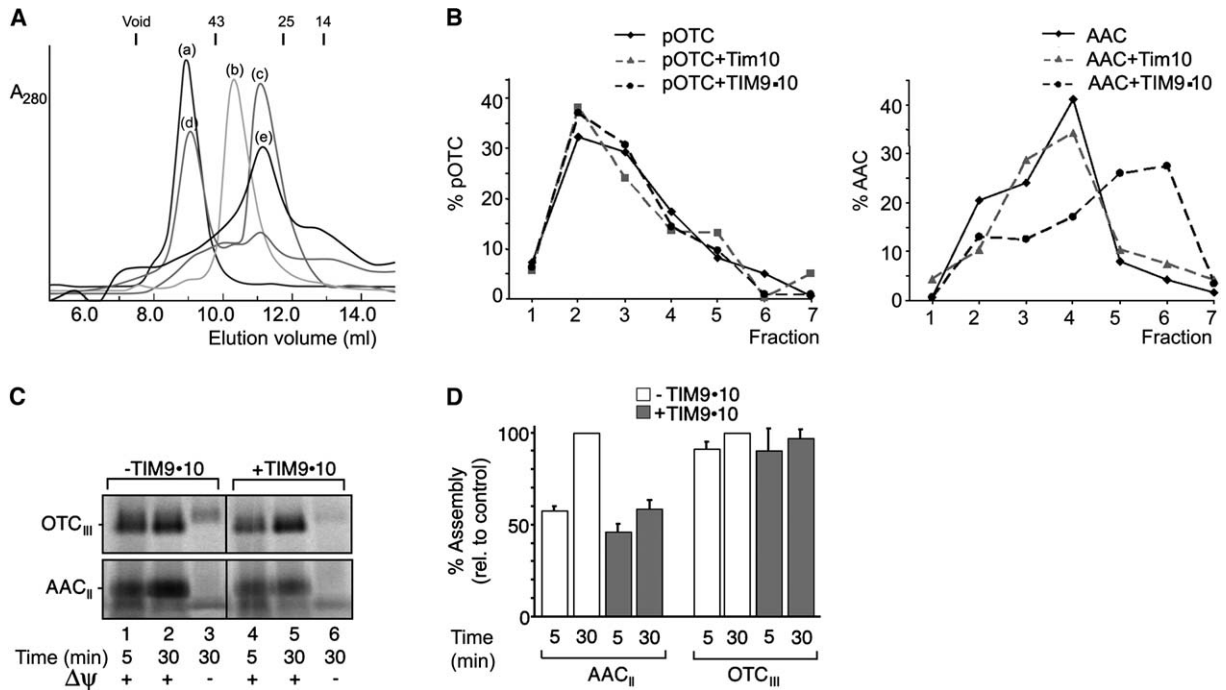 A
Void 43 25 14
A280
(a)
(b)
(c)
(d)
(e)
6.0 8.0 10.0 12.0 14.0
Elution volume (ml)
B
pOTC
pOTC+Tim10
pOTC+TIM9▪10
% pOTC
40
30
20
10
0
1 2 3 4 5 6 7
Fraction
AAC
AAC+Tim10
AAC+TIM9▪10
% AAC
40
30
20
10
0
1 2 3 4 5 6 7
Fraction
C
-TIM9•10 +TIM9•10
OTCIII
AACII
1 2 3 4 5 6
Time (min) 5 30 30 5 30 30
Δψ + + - + + -
D
- TIM9•10
+TIM9•10
% Assembly
(rel. to control)
100
50
0
Time 5 30 5 30 5 30 5 30
(min)
AACII OTCIII